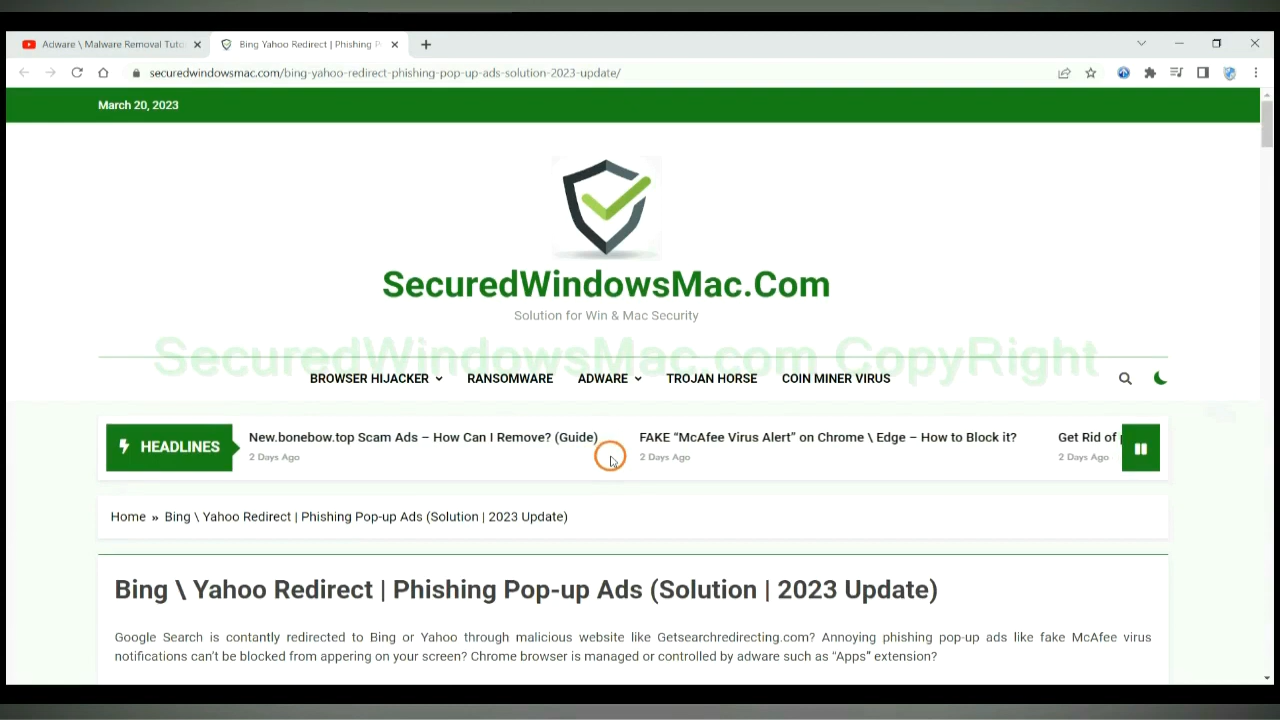 Adware \ Malware Removal Tuto
Bing Yahoo Redirect | Phishing P
securedwindowsmac.com/bing-yahoo-redirect-phishing-pop-up-ads-solution-2023-update/
March 20, 2023
SecuredWindowsMac.Com
Solution for Win & Mac Security
SecuredWindowsMac.com CopyRight
BROWSER HIJACKER RANSOMWARE ADWARE TROJAN HORSE COIN MINER VIRUS
HEADLINES
New.bonebow.top Scam Ads – How Can I Remove? (Guide)
2 Days Ago
FAKE “McAfee Virus Alert” on Chrome \ Edge – How to Block it?
2 Days Ago
Get Rid of
2 Days Ago
Home » Bing \ Yahoo Redirect | Phishing Pop-up Ads (Solution | 2023 Update)
Bing \ Yahoo Redirect | Phishing Pop-up Ads (Solution | 2023 Update)
Google Search is contantly redirected to Bing or Yahoo through malicious website like Getsearchredirecting.com? Annoying phishing pop-up ads like fake McAfee virus
notifications can’t be blocked from appering on your screen? Chrome browser is managed or controlled by adware such as “Apps” extension?